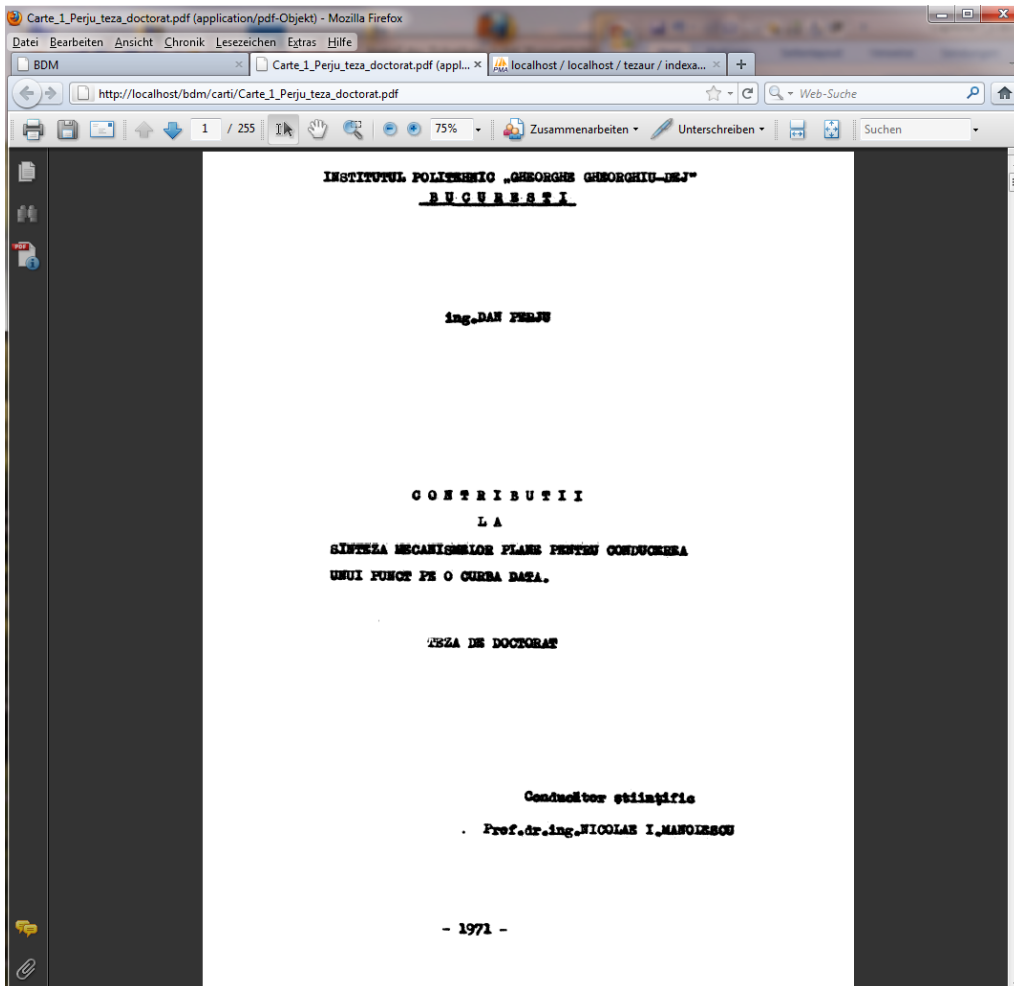 Carte_1_Perju_teza_doctorat.pdf (application/pdf-Objekt) - Mozilla Firefox
Datei Bearbeiten Ansicht Chronik Lesezeichen Extras Hilfe
BDM
Carte_1_Perju_teza_doctorat.pdf (appl...
localhost / localhost / tezaur / indexa...
http://localhost/bdm/carti/Carte_1_Perju_teza_doctorat.pdf
Web-Suche
1 / 255
75%
Zusammenarbeiten
Unterschreiben
Suchen
INSTITUTUL POLITEHNIC „GHEORGHE GHEORGHIU-DEJ"
BUCURESTI
ing.DAN PERJU
CONTRIBUTII
LA
SINTEZA MECANISMELOR PLANE PENTRU CONDUCEREA
UNUI PUNCT PE O CURBA DATA.
TEZA DE DOCTORAT
Conducător ştiinţific
Prof.dr.ing.NICOLAE I.MANOLESCU
- 1971 -